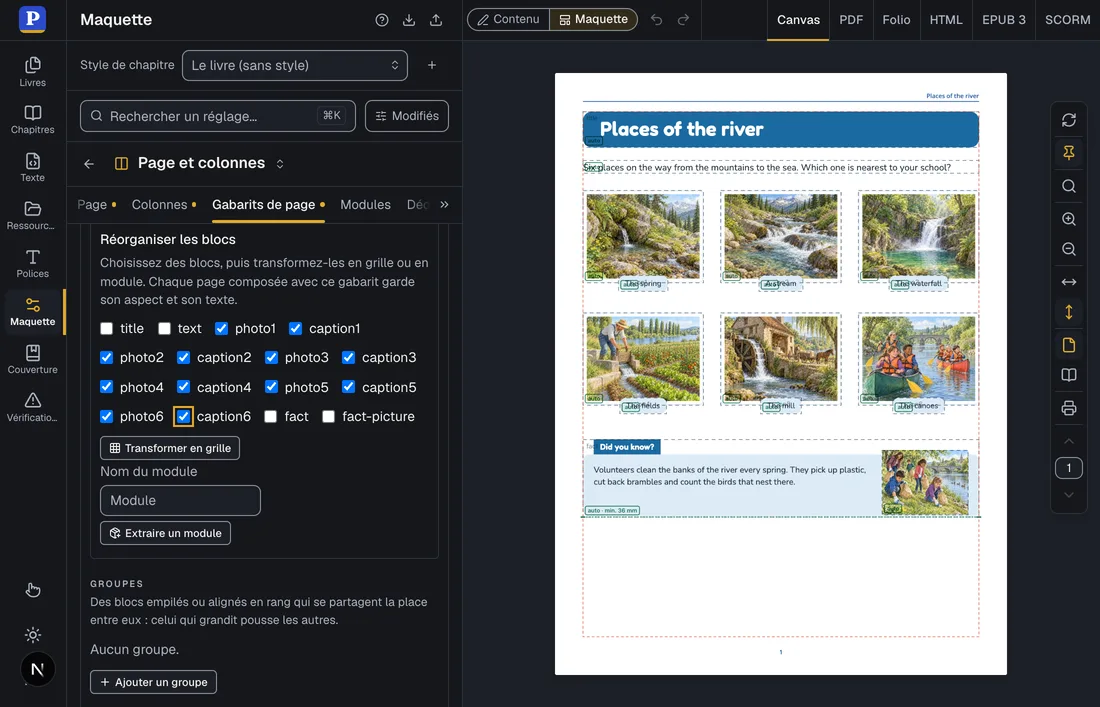 P
Maquette
Contenu
Maquette
Canvas
PDF
Folio
HTML
EPUB 3
SCORM
Livres
Chapitres
Texte
Ressourc...
Polices
Maquette
Couverture
Vérificatio...
N
Style de chapitre
Le livre (sans style)
Rechercher un réglage...
⌘K
Modifiés
Page et colonnes
Page
Colonnes
Gabarits de page
Modules
Réorganiser les blocs
Choisissez des blocs, puis transformez-les en grille ou en
module. Chaque page composée avec ce gabarit garde
son aspect et son texte.
title text photo1 caption1
photo2 caption2 photo3 caption3
photo4 caption4 photo5 caption5
photo6 caption6 fact fact-picture
Transformer en grille
Nom du module
Module
Extraire un module
GROUPES
Des blocs empilés ou alignés en rang qui se partagent la place
entre eux : celui qui grandit pousse les autres.
Aucun groupe.
+ Ajouter un groupe
Places of the river
Places of the river
auto
Six places on the way from the mountains to the sea. Which one is nearest to your school?
The spring
A stream
The waterfall
The fields
The mill
The canoes
Did you know?
Volunteers clean the banks of the river every spring. They pick up plastic,
cut back brambles and count the birds that nest there.
auto · min. 36 mm
1
1